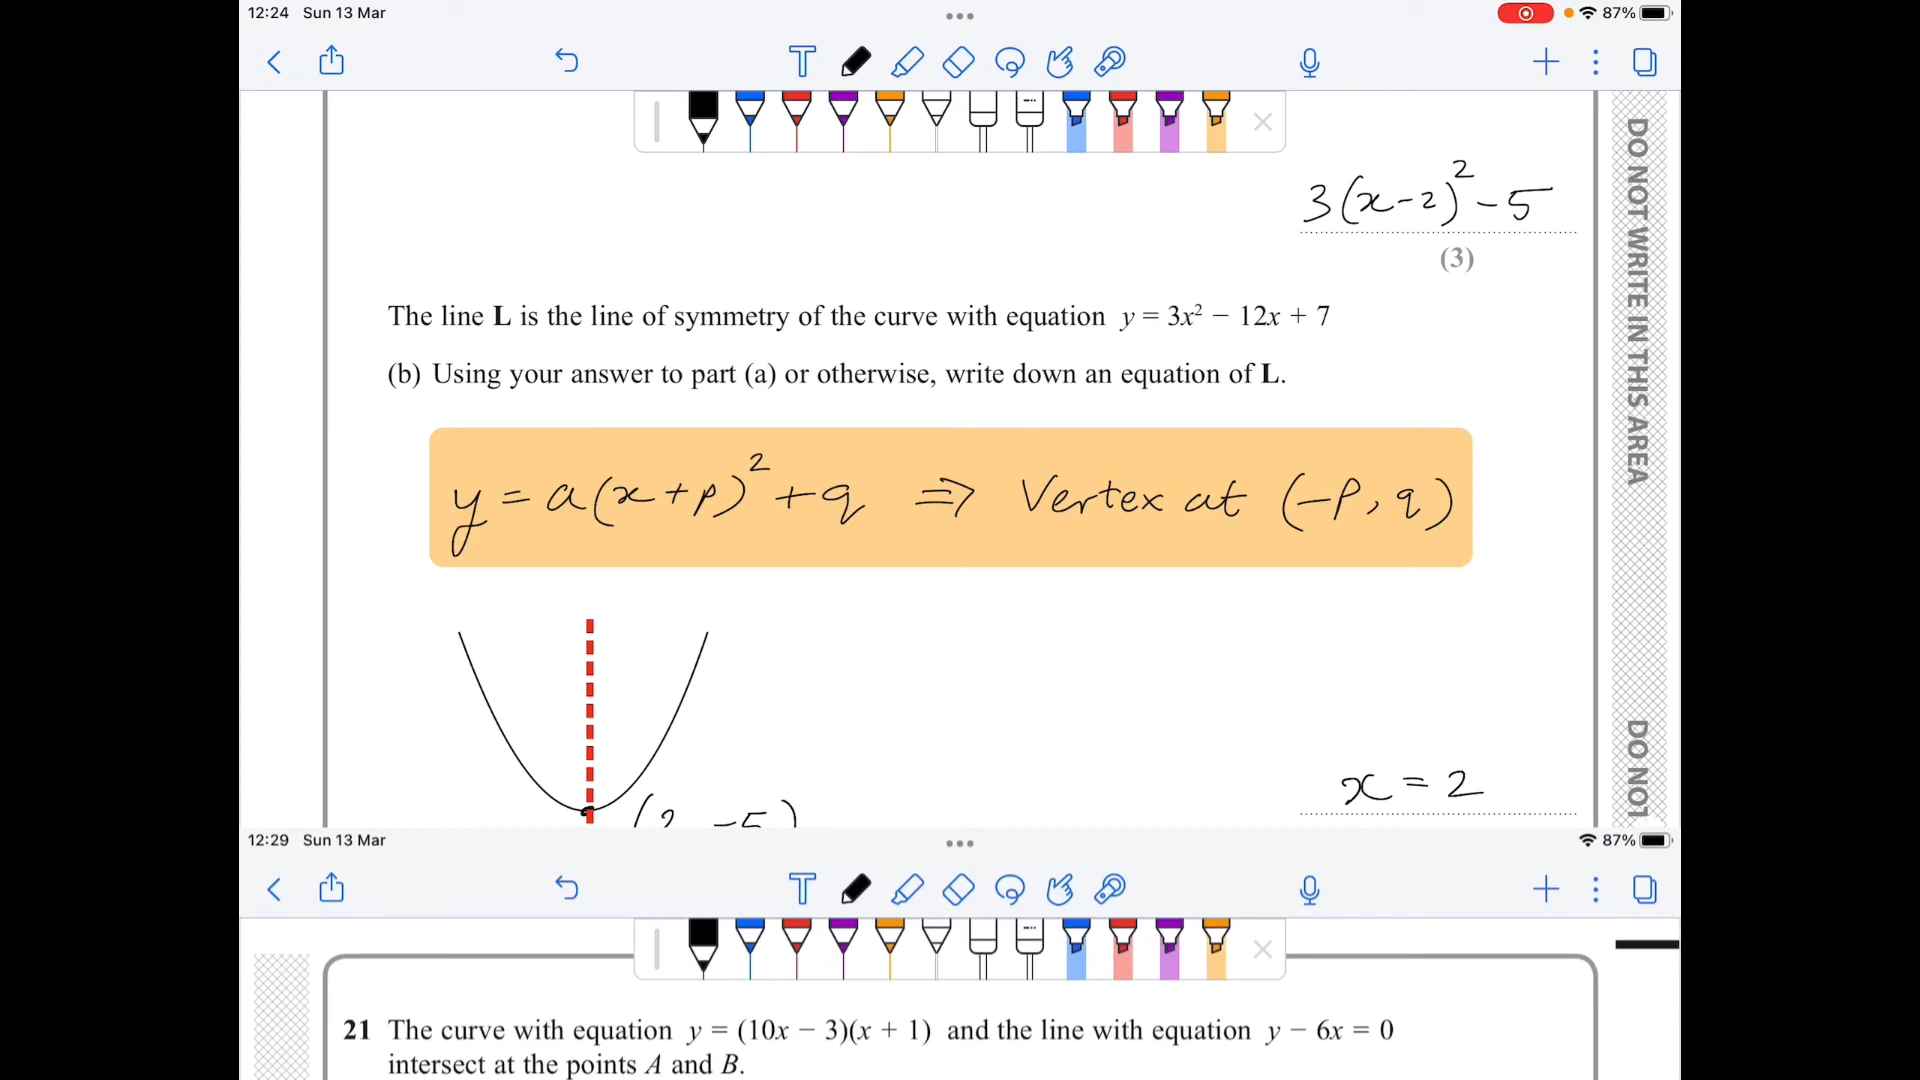 12:24 Sun 13 Mar
87%
T
3(x-2)² - 5
(3)
The line L is the line of symmetry of the curve with equation y = 3x² − 12x + 7
(b) Using your answer to part (a) or otherwise, write down an equation of L.
y = a(x+p)² + q ⇒ Vertex at (-p, q)
(2, -5)
x = 2
DO NOT WRITE IN THIS AREA
DO NOT
12:29 Sun 13 Mar
87%
T
21 The curve with equation y = (10x − 3)(x + 1) and the line with equation y − 6x = 0
intersect at the points A and B.